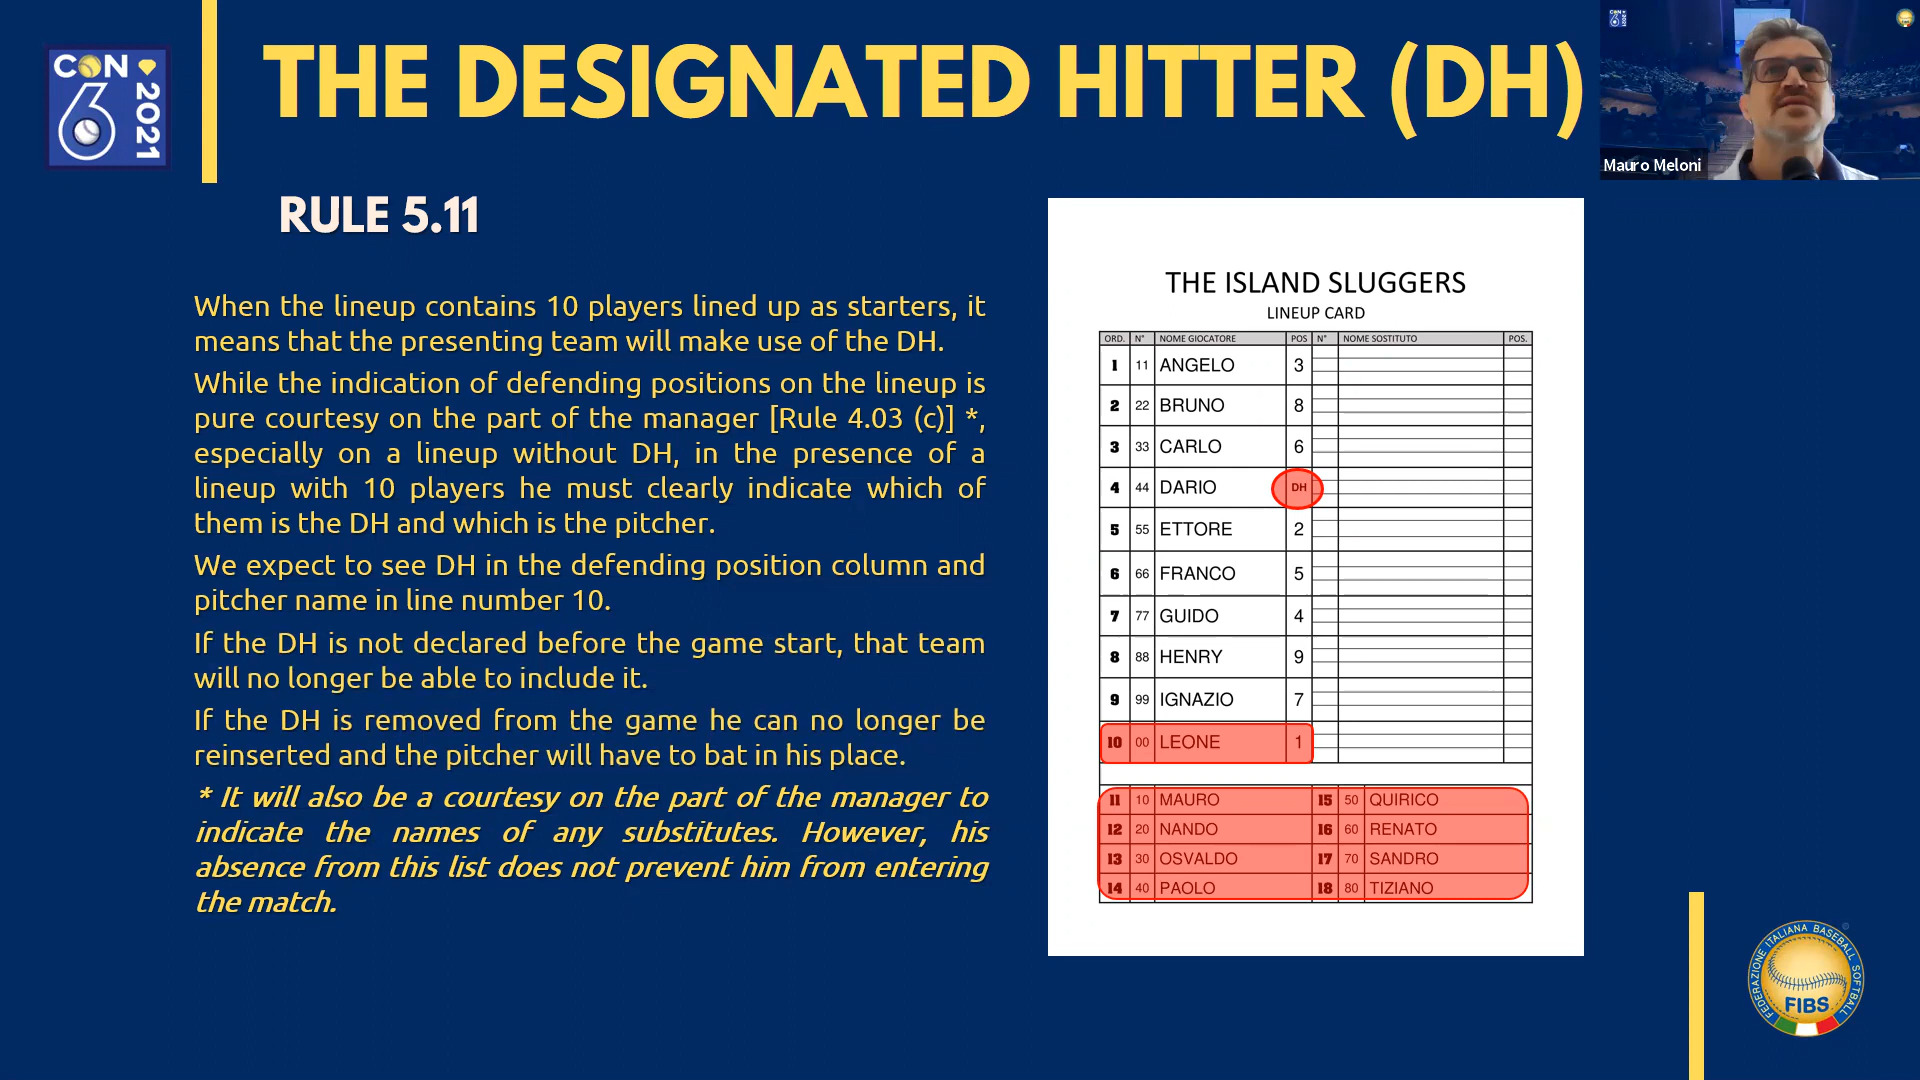 CON 6 2021
THE DESIGNATED HITTER (DH)
CON 6 2021
Mauro Meloni
RULE 5.11
When the lineup contains 10 players lined up as starters, it
means that the presenting team will make use of the DH.
While the indication of defending positions on the lineup is
pure courtesy on the part of the manager [Rule 4.03 (c)] *,
especially on a lineup without DH, in the presence of a
lineup with 10 players he must clearly indicate which of
them is the DH and which is the pitcher.
We expect to see DH in the defending position column and
pitcher name in line number 10.
If the DH is not declared before the game start, that team
will no longer be able to include it.
If the DH is removed from the game he can no longer be
reinserted and the pitcher will have to bat in his place.
* It will also be a courtesy on the part of the manager to
indicate the names of any substitutes. However, his
absence from this list does not prevent him from entering
the match.
THE ISLAND SLUGGERS
LINEUP CARD
ORD. N° NOME GIOCATORE POS N° NOME SOSTITUTO POS.
1 11 ANGELO 3
2 22 BRUNO 8
3 33 CARLO 6
4 44 DARIO DH
5 55 ETTORE 2
6 66 FRANCO 5
7 77 GUIDO 4
8 88 HENRY 9
9 99 IGNAZIO 7
10 00 LEONE 1
11 10 MAURO 15 50 QUIRICO
12 20 NANDO 16 60 RENATO
13 30 OSVALDO 17 70 SANDRO
14 40 PAOLO 18 80 TIZIANO
FEDERAZIONE ITALIANA BASEBALL SOFTBALL
FIBS